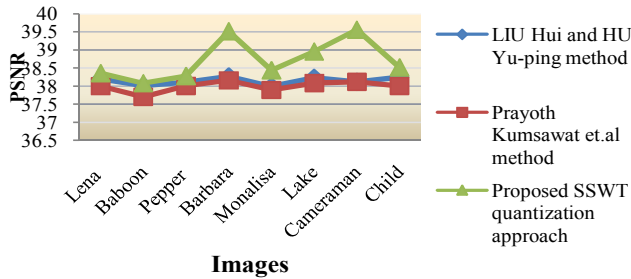 40
39.5
39
38.5
38
37.5
37
36.5
PSNR
Lena
Baboon
Pepper
Barbara
Monalisa
Lake
Cameraman
Child
Images
LIU Hui and HU
Yu-ping method
Prayoth
Kumsawat et.al
method
Proposed SSWT
quantization
approach